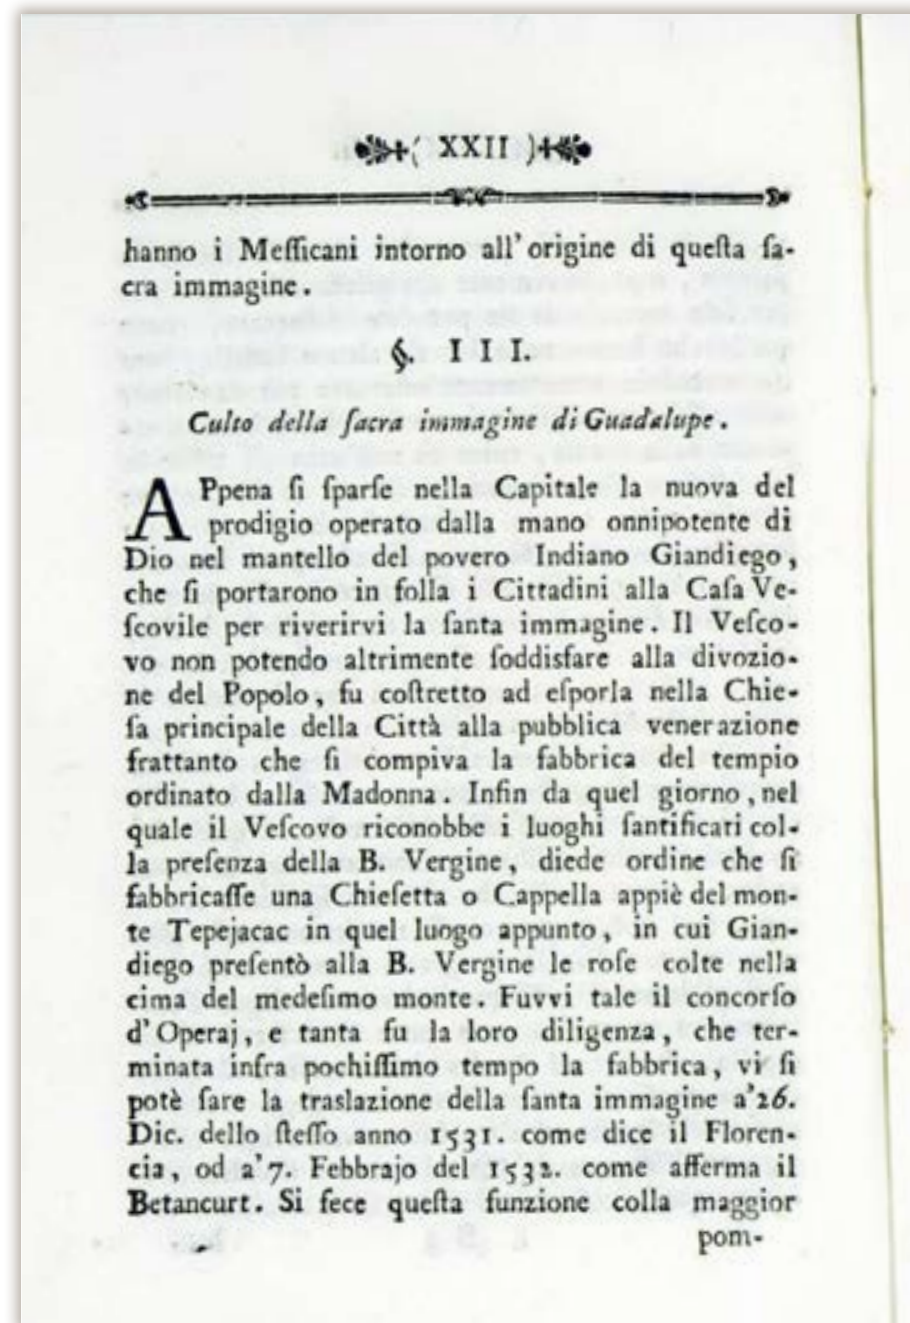 ( XXII )
hanno i Meſſicani intorno all' origine di queſta ſa-
cra immagine.
§. III.
Culto della ſacra immagine di Guadalupe.
APpena ſi ſparſe nella Capitale la nuova del
prodigio operato dalla mano onnipotente di
Dio nel mantello del povero Indiano Giandiego,
che ſi portarono in folla i Cittadini alla Caſa Ve-
ſcovile per riverirvi la ſanta immagine. Il Veſco-
vo non potendo altrimente ſoddisfare alla divozio-
ne del Popolo, fu coſtretto ad eſporla nella Chie-
ſa principale della Città alla pubblica venerazione
frattanto che ſi compiva la fabbrica del tempio
ordinato dalla Madonna. Infin da quel giorno, nel
quale il Veſcovo riconobbe i luoghi ſantificati col-
la preſenza della B. Vergine, diede ordine che ſi
fabbricaſſe una Chieſetta o Cappella appiè del mon-
te Tepejacac in quel luogo appunto, in cui Gian-
diego preſentò alla B. Vergine le roſe colte nella
cima del medeſimo monte. Fuvvi tale il concorſo
d' Operaj, e tanta fu la loro diligenza, che ter-
minata infra pochiſſimo tempo la fabbrica, vi ſi
potè fare la traslazione della ſanta immagine a' 26.
Dic. dello ſteſſo anno 1531. come dice il Floren-
cia, od a' 7. Febbrajo del 1532. come afferma il
Betancurt. Si fece queſta funzione colla maggior
pom-